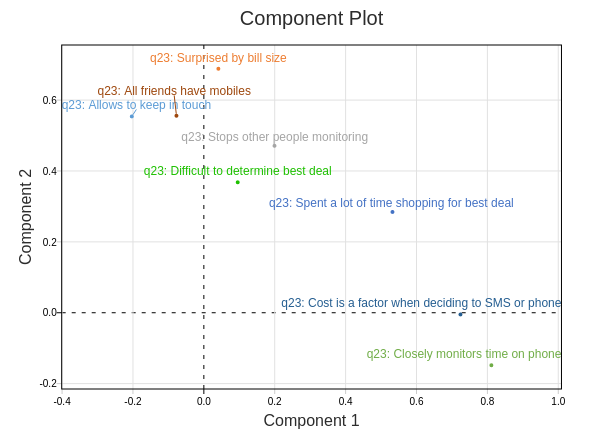 Component Plot
q23: Surprised by bill size
q23: All friends have mobiles
q23: Allows to keep in touch
q23: Stops other people monitoring
q23: Difficult to determine best deal
q23: Spent a lot of time shopping for best deal
q23: Cost is a factor when deciding to SMS or phone
q23: Closely monitors time on phone
Component 2
0.6
0.4
0.2
0.0
-0.2
-0.4
-0.2
0.0
0.2
0.4
0.6
0.8
1.0
Component 1